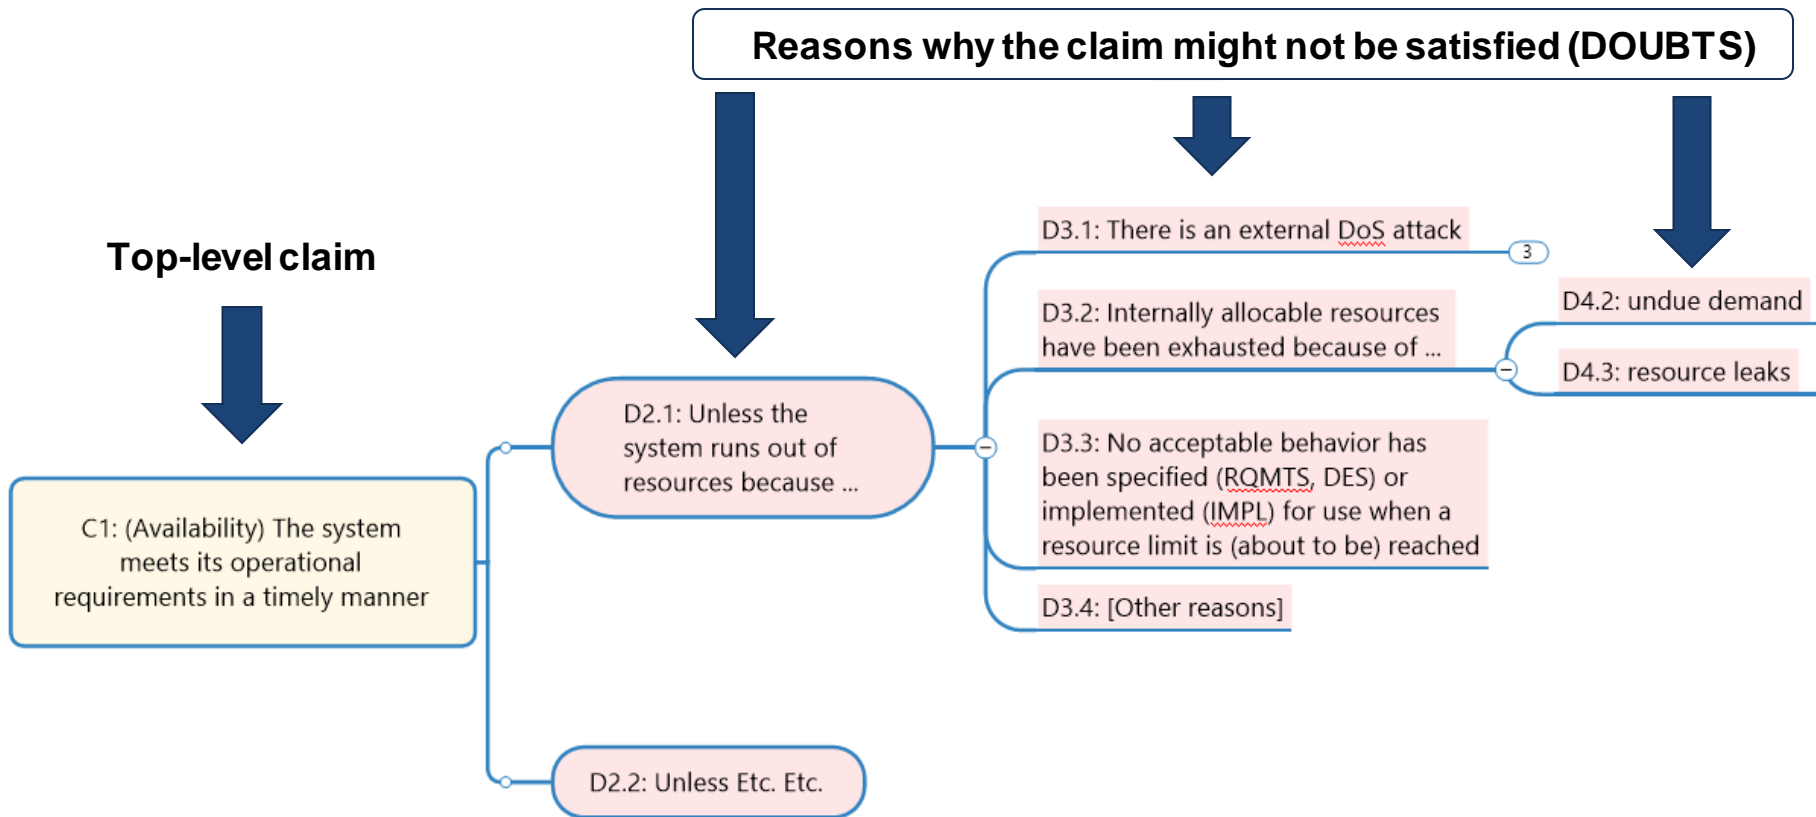 Reasons why the claim might not be satisfied (DOUBTS)
Top-level claim
C1: (Availability) The system
meets its operational
requirements in a timely manner
D2.1: Unless the
system runs out of
resources because ...
D2.2: Unless Etc. Etc.
D3.1: There is an external DoS attack
3
D3.2: Internally allocable resources
have been exhausted because of ...
D4.2: undue demand
D4.3: resource leaks
D3.3: No acceptable behavior has
been specified (RQMTS, DES) or
implemented (IMPL) for use when a
resource limit is (about to be) reached
D3.4: [Other reasons]